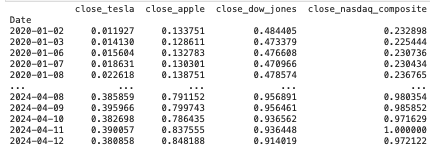 close_tesla close_apple close_dow_jones close_nasdaq_composite
Date
2020-01-02 0.011927 0.133751 0.484405 0.232898
2020-01-03 0.014130 0.128611 0.473379 0.225444
2020-01-06 0.015604 0.132783 0.476608 0.230736
2020-01-07 0.018631 0.130301 0.470966 0.230434
2020-01-08 0.022618 0.138751 0.478574 0.236765
... ... ... ... ...
2024-04-08 0.385859 0.791152 0.956891 0.980354
2024-04-09 0.395966 0.799743 0.956461 0.985852
2024-04-10 0.382698 0.786435 0.936562 0.971629
2024-04-11 0.390057 0.837555 0.936448 1.000000
2024-04-12 0.380858 0.848188 0.914019 0.972122